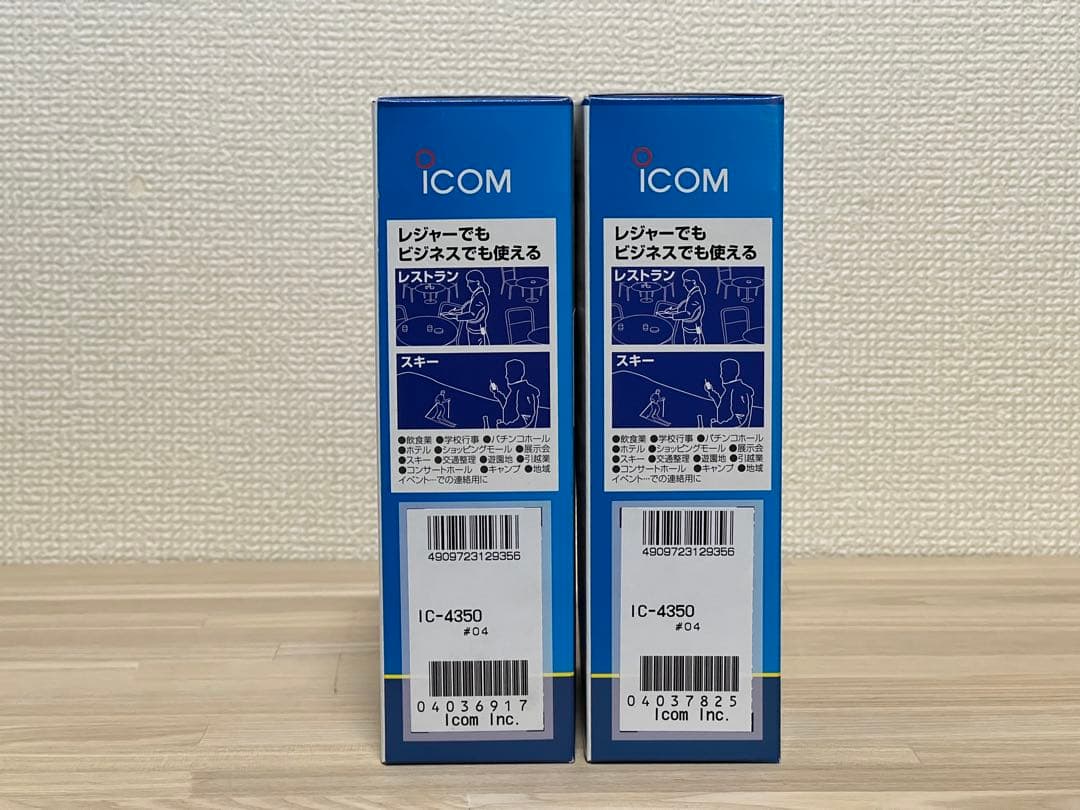 ICOM
レジャーでも
ビジネスでも使える
レストラン
スキー
●飲食業 ●学校行事 ●パチンコホール
●ホテル ●ショッピングモール ●展示会
●スキー ●交通整理 ●遊園地 ●引越業
●コンサートホール ●キャンプ ●地域
イベント…での連絡用に
4909723129356
IC-4350
#04
04036917
Icom Inc.
ICOM
レジャーでも
ビジネスでも使える
レストラン
スキー
●飲食業 ●学校行事 ●パチンコホール
●ホテル ●ショッピングモール ●展示会
●スキー ●交通整理 ●遊園地 ●引越業
●コンサートホール ●キャンプ ●地域
イベント…での連絡用に
4909723129356
IC-4350
#04
04037825
Icom Inc.